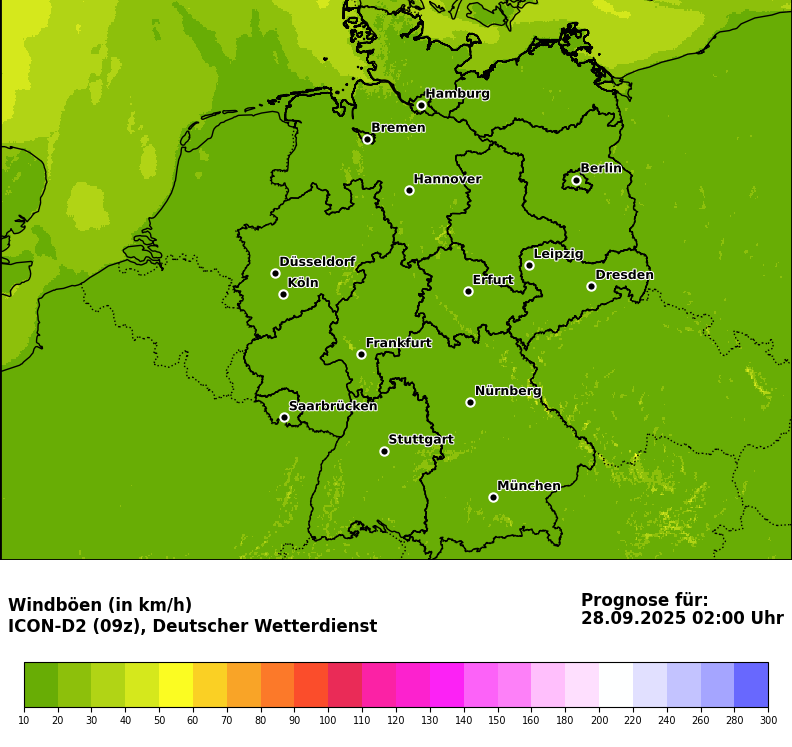 Hamburg
Bremen
Berlin
Hannover
Leipzig
Düsseldorf
Dresden
Köln
Erfurt
Frankfurt
Nürnberg
Saarbrücken
Stuttgart
München
Windböen (in km/h)
ICON-D2 (09z), Deutscher Wetterdienst
Prognose für:
28.09.2025 02:00 Uhr
10 20 30 40 50 60 70 80 90 100 110 120 130 140 150 160 180 200 220 240 260 280 300